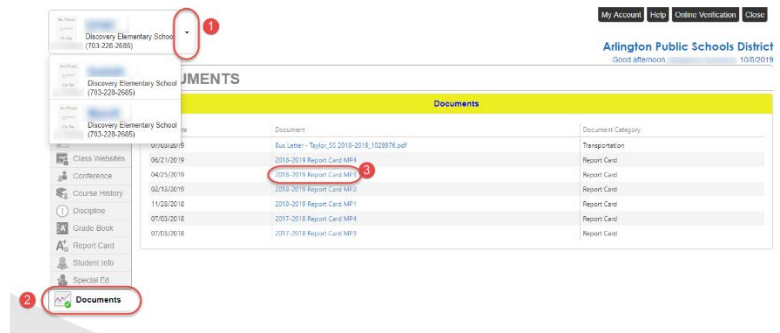 My Account Help Online Verification Close
1
Discovery Elementary School
(703-228-2685)
Arlington Public Schools District
Good afternoon, 10/8/2019
Discovery Elementary School
(703-228-2685)
UMENTS
Discovery Elementary School
(703-228-2685)
Documents
Document Document Category
07/03/2019 Bus Letter - Taylor_SS 2018-2019_1028976.pdf Transportation
Class Websites 06/21/2019 2018-2019 Report Card MP4 Report Card
Conference 04/25/2019 2018-2019 Report Card MP3 3 Report Card
Course History 02/13/2019 2018-2019 Report Card MP2 Report Card
11/28/2018 2018-2019 Report Card MP1 Report Card
Discipline 07/03/2018 2017-2018 Report Card MP4 Report Card
Grade Book 07/03/2018 2017-2018 Report Card MP3 Report Card
Report Card
Student Info
Special Ed
2 Documents